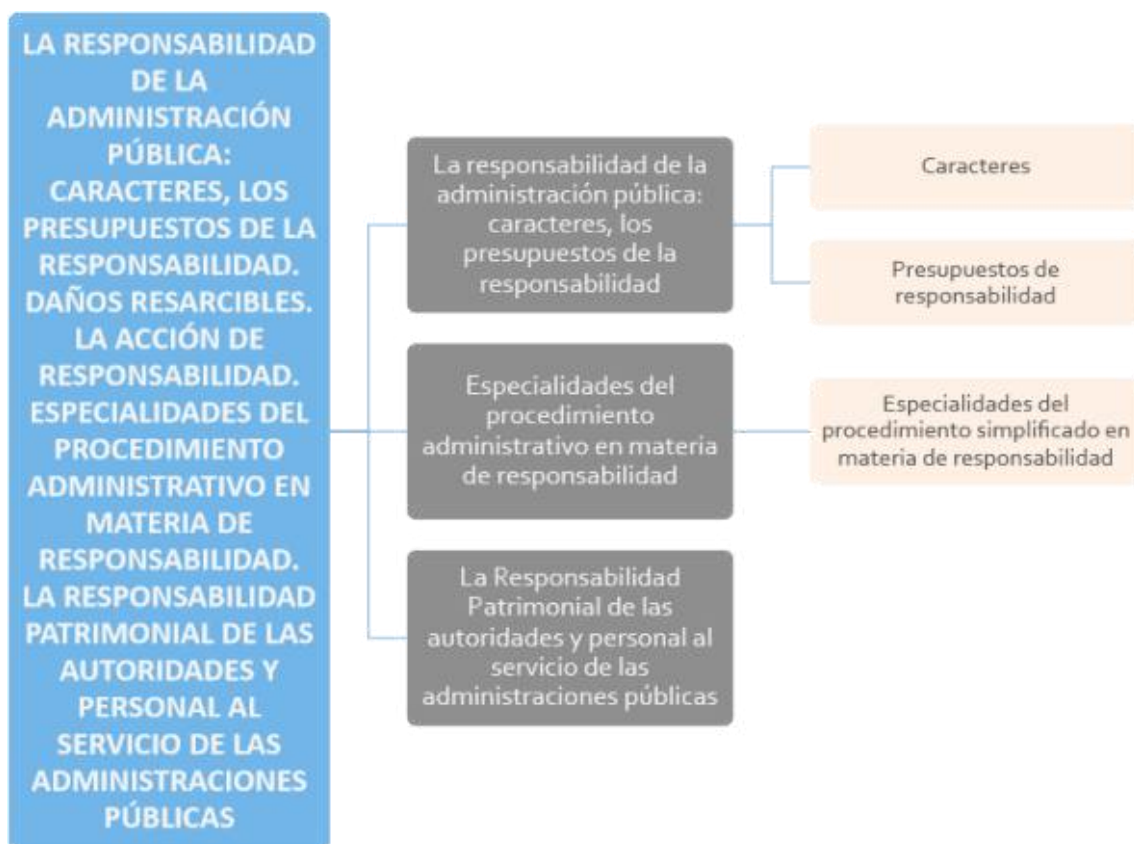 LA RESPONSABILIDAD
DE LA
ADMINISTRACIÓN
PÚBLICA:
CARACTERES, LOS
PRESUPUESTOS DE LA
RESPONSABILIDAD.
DAÑOS RESARCIBLES.
LA ACCIÓN DE
RESPONSABILIDAD.
ESPECIALIDADES DEL
PROCEDIMIENTO
ADMINISTRATIVO EN
MATERIA DE
RESPONSABILIDAD.
LA RESPONSABILIDAD
PATRIMONIAL DE LAS
AUTORIDADES Y
PERSONAL AL
SERVICIO DE LAS
ADMINISTRACIONES
PÚBLICAS
La responsabilidad de la
administración pública:
caracteres, los
presupuestos de la
responsabilidad
Caracteres
Presupuestos de
responsabilidad
Especialidades del
procedimiento
administrativo en materia
de responsabilidad
Especialidades del
procedimiento simplificado en
materia de responsabilidad
La Responsabilidad
Patrimonial de las
autoridades y personal al
servicio de las
administraciones públicas